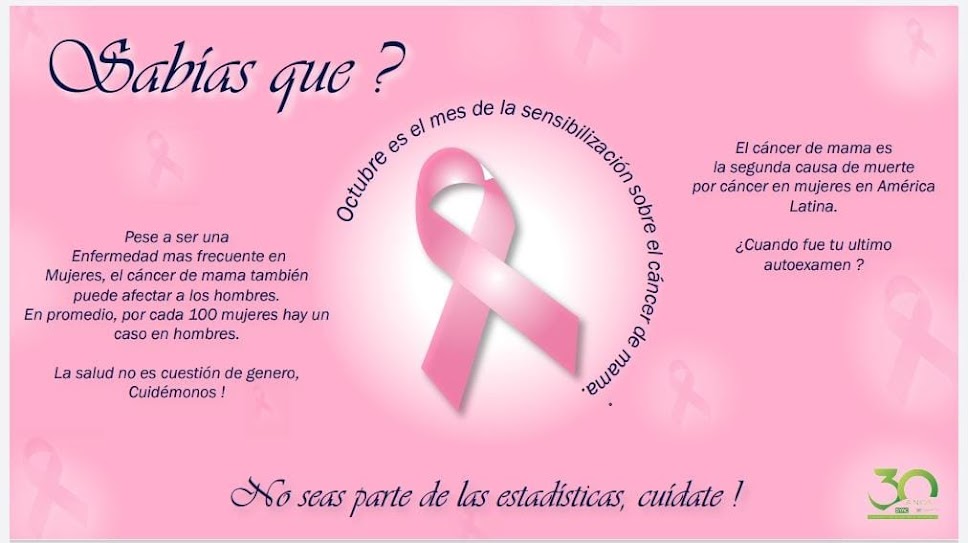 Sabías que ?
Octubre es el mes de la sensibilización sobre el cáncer de mama.
Pese a ser una
Enfermedad mas frecuente en
Mujeres, el cáncer de mama también
puede afectar a los hombres.
En promedio, por cada 100 mujeres hay un
caso en hombres.
La salud no es cuestión de genero,
Cuidémonos !
El cáncer de mama es
la segunda causa de muerte
por cáncer en mujeres en América
Latina.
¿Cuando fue tu ultimo
autoexamen ?
No seas parte de las estadísticas, cuídate !
30